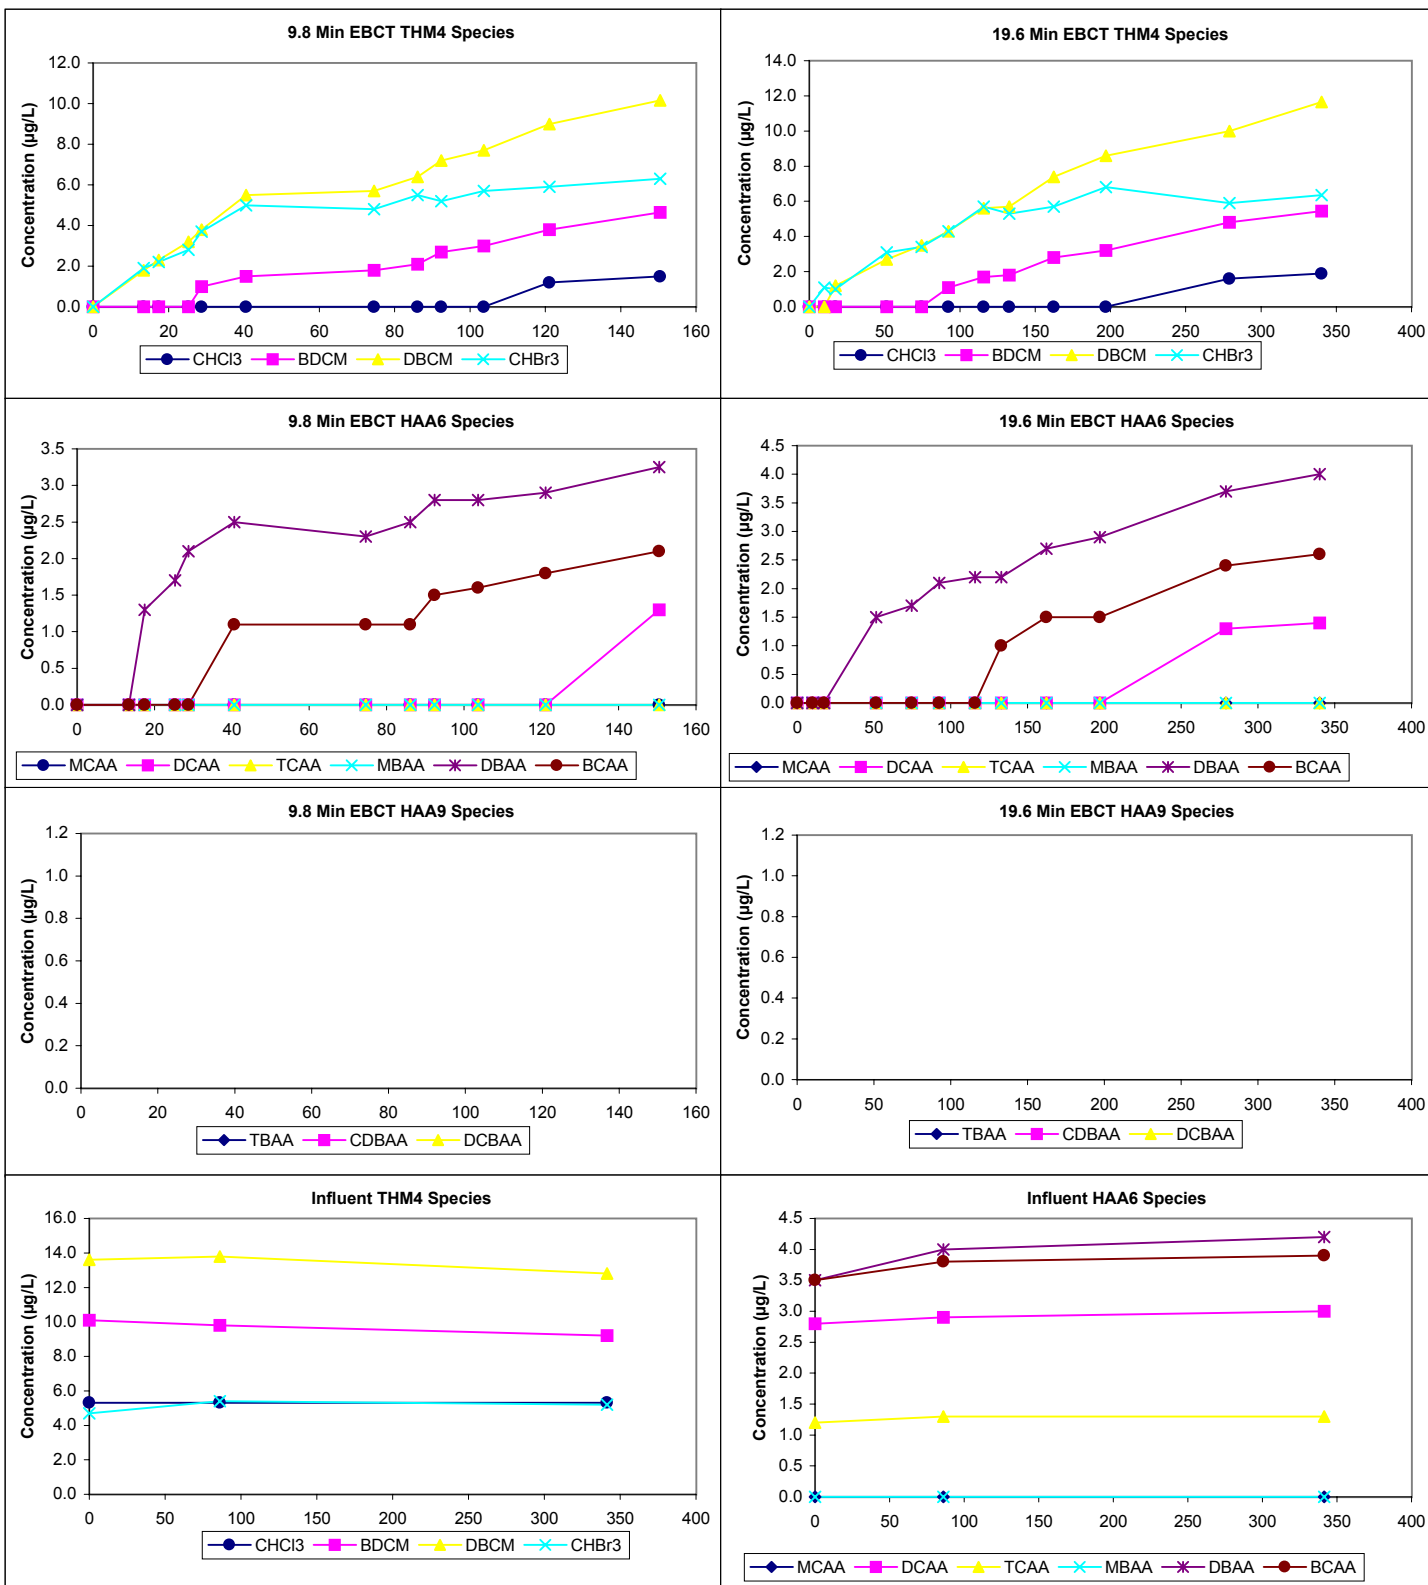 9.8 Min EBCT THM4 Species
Concentration (µg/L)
12.0
10.0
8.0
6.0
4.0
2.0
0.0
0 20 40 60 80 100 120 140 160
CHCl3 BDCM DBCM CHBr3
19.6 Min EBCT THM4 Species
Concentration (µg/L)
14.0
12.0
10.0
8.0
6.0
4.0
2.0
0.0
0 50 100 150 200 250 300 350 400
CHCl3 BDCM DBCM CHBr3
9.8 Min EBCT HAA6 Species
Concentration (µg/L)
3.5
3.0
2.5
2.0
1.5
1.0
0.5
0.0
0 20 40 60 80 100 120 140 160
MCAA DCAA TCAA MBAA DBAA BCAA
19.6 Min EBCT HAA6 Species
Concentration (µg/L)
4.5
4.0
3.5
3.0
2.5
2.0
1.5
1.0
0.5
0.0
0 50 100 150 200 250 300 350 400
MCAA DCAA TCAA MBAA DBAA BCAA
9.8 Min EBCT HAA9 Species
Concentration (µg/L)
1.2
1.0
0.8
0.6
0.4
0.2
0.0
0 20 40 60 80 100 120 140 160
TBAA CDBAA DCBAA
19.6 Min EBCT HAA9 Species
Concentration (µg/L)
1.2
1.0
0.8
0.6
0.4
0.2
0.0
0 50 100 150 200 250 300 350 400
TBAA CDBAA DCBAA
Influent THM4 Species
Concentration (µg/L)
16.0
14.0
12.0
10.0
8.0
6.0
4.0
2.0
0.0
0 50 100 150 200 250 300 350 400
CHCl3 BDCM DBCM CHBr3
Influent HAA6 Species
Concentration (µg/L)
4.5
4.0
3.5
3.0
2.5
2.0
1.5
1.0
0.5
0.0
0 50 100 150 200 250 300 350 400
MCAA DCAA TCAA MBAA DBAA BCAA